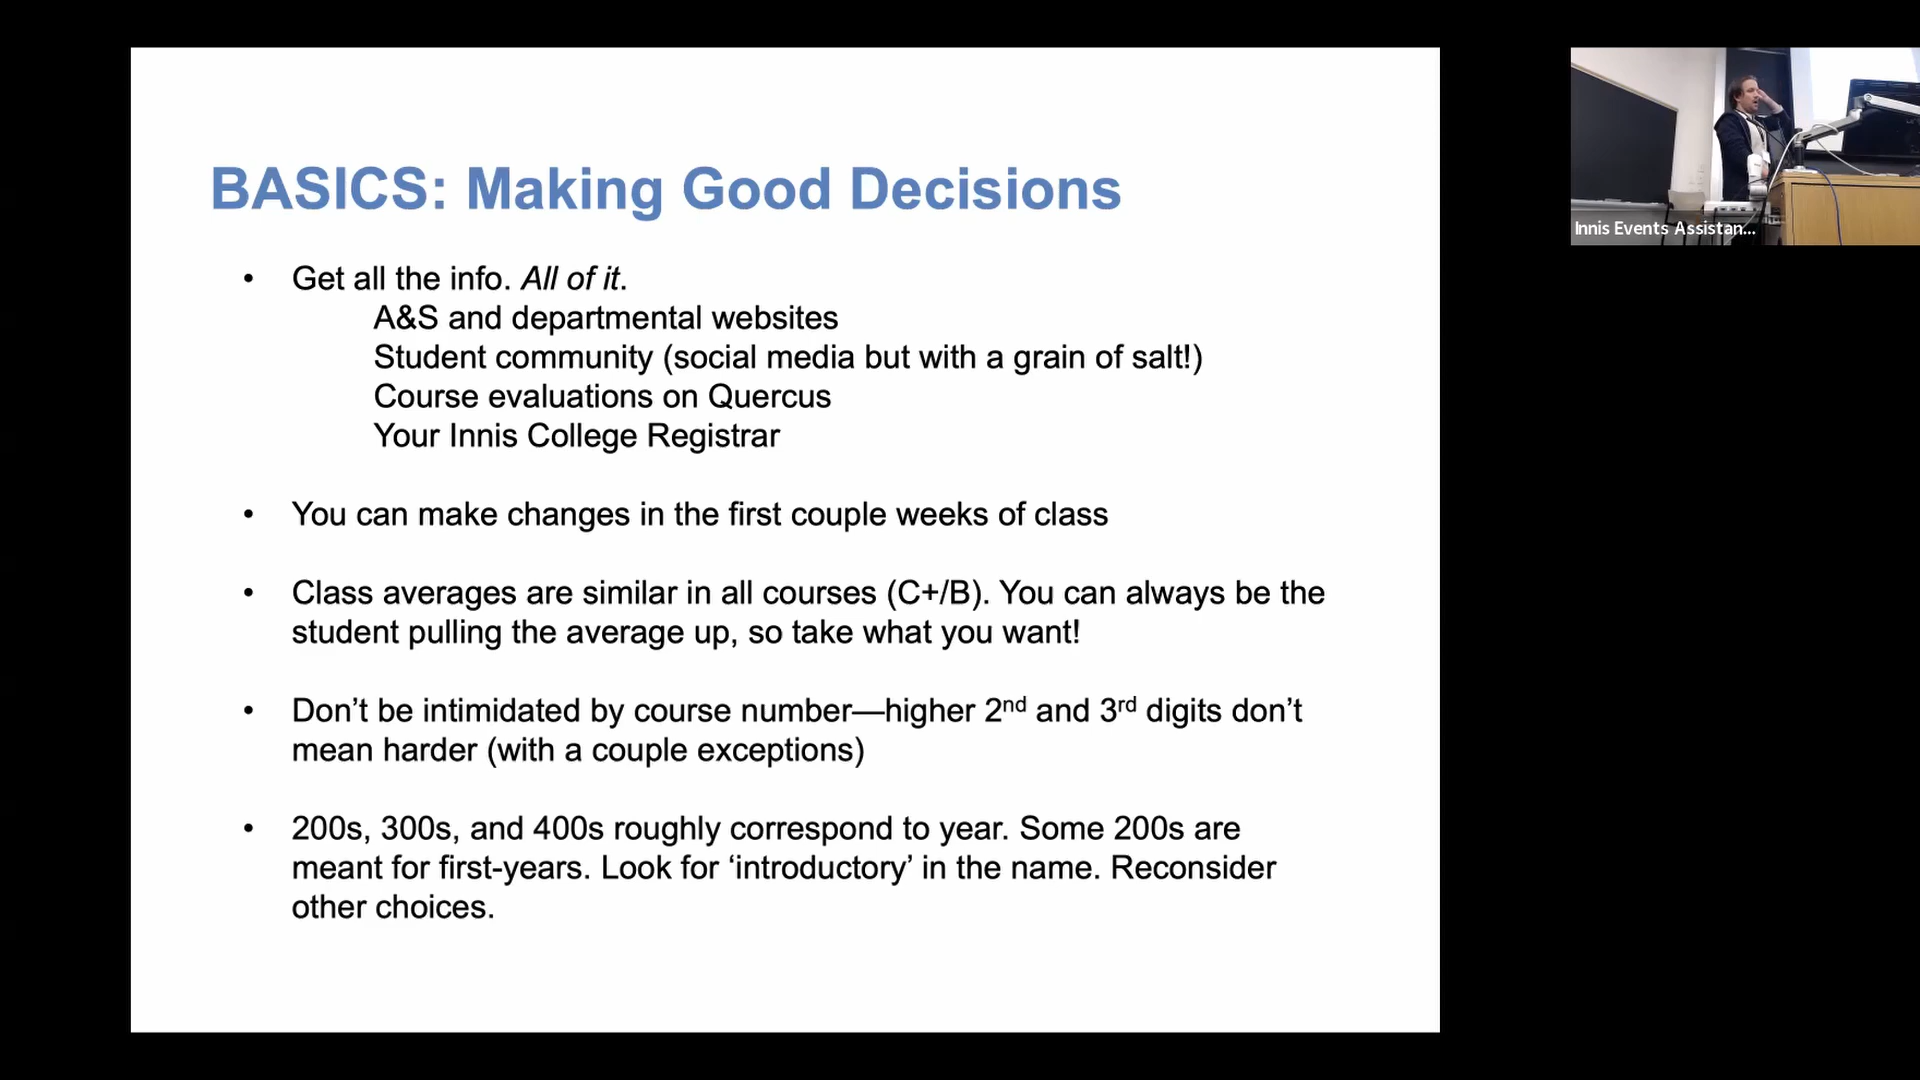 BASICS: Making Good Decisions
• Get all the info. All of it.
A&S and departmental websites
Student community (social media but with a grain of salt!)
Course evaluations on Quercus
Your Innis College Registrar
• You can make changes in the first couple weeks of class
• Class averages are similar in all courses (C+/B). You can always be the
student pulling the average up, so take what you want!
• Don’t be intimidated by course number—higher 2nd and 3rd digits don’t
mean harder (with a couple exceptions)
• 200s, 300s, and 400s roughly correspond to year. Some 200s are
meant for first-years. Look for ‘introductory’ in the name. Reconsider
other choices.
Innis Events Assistan...